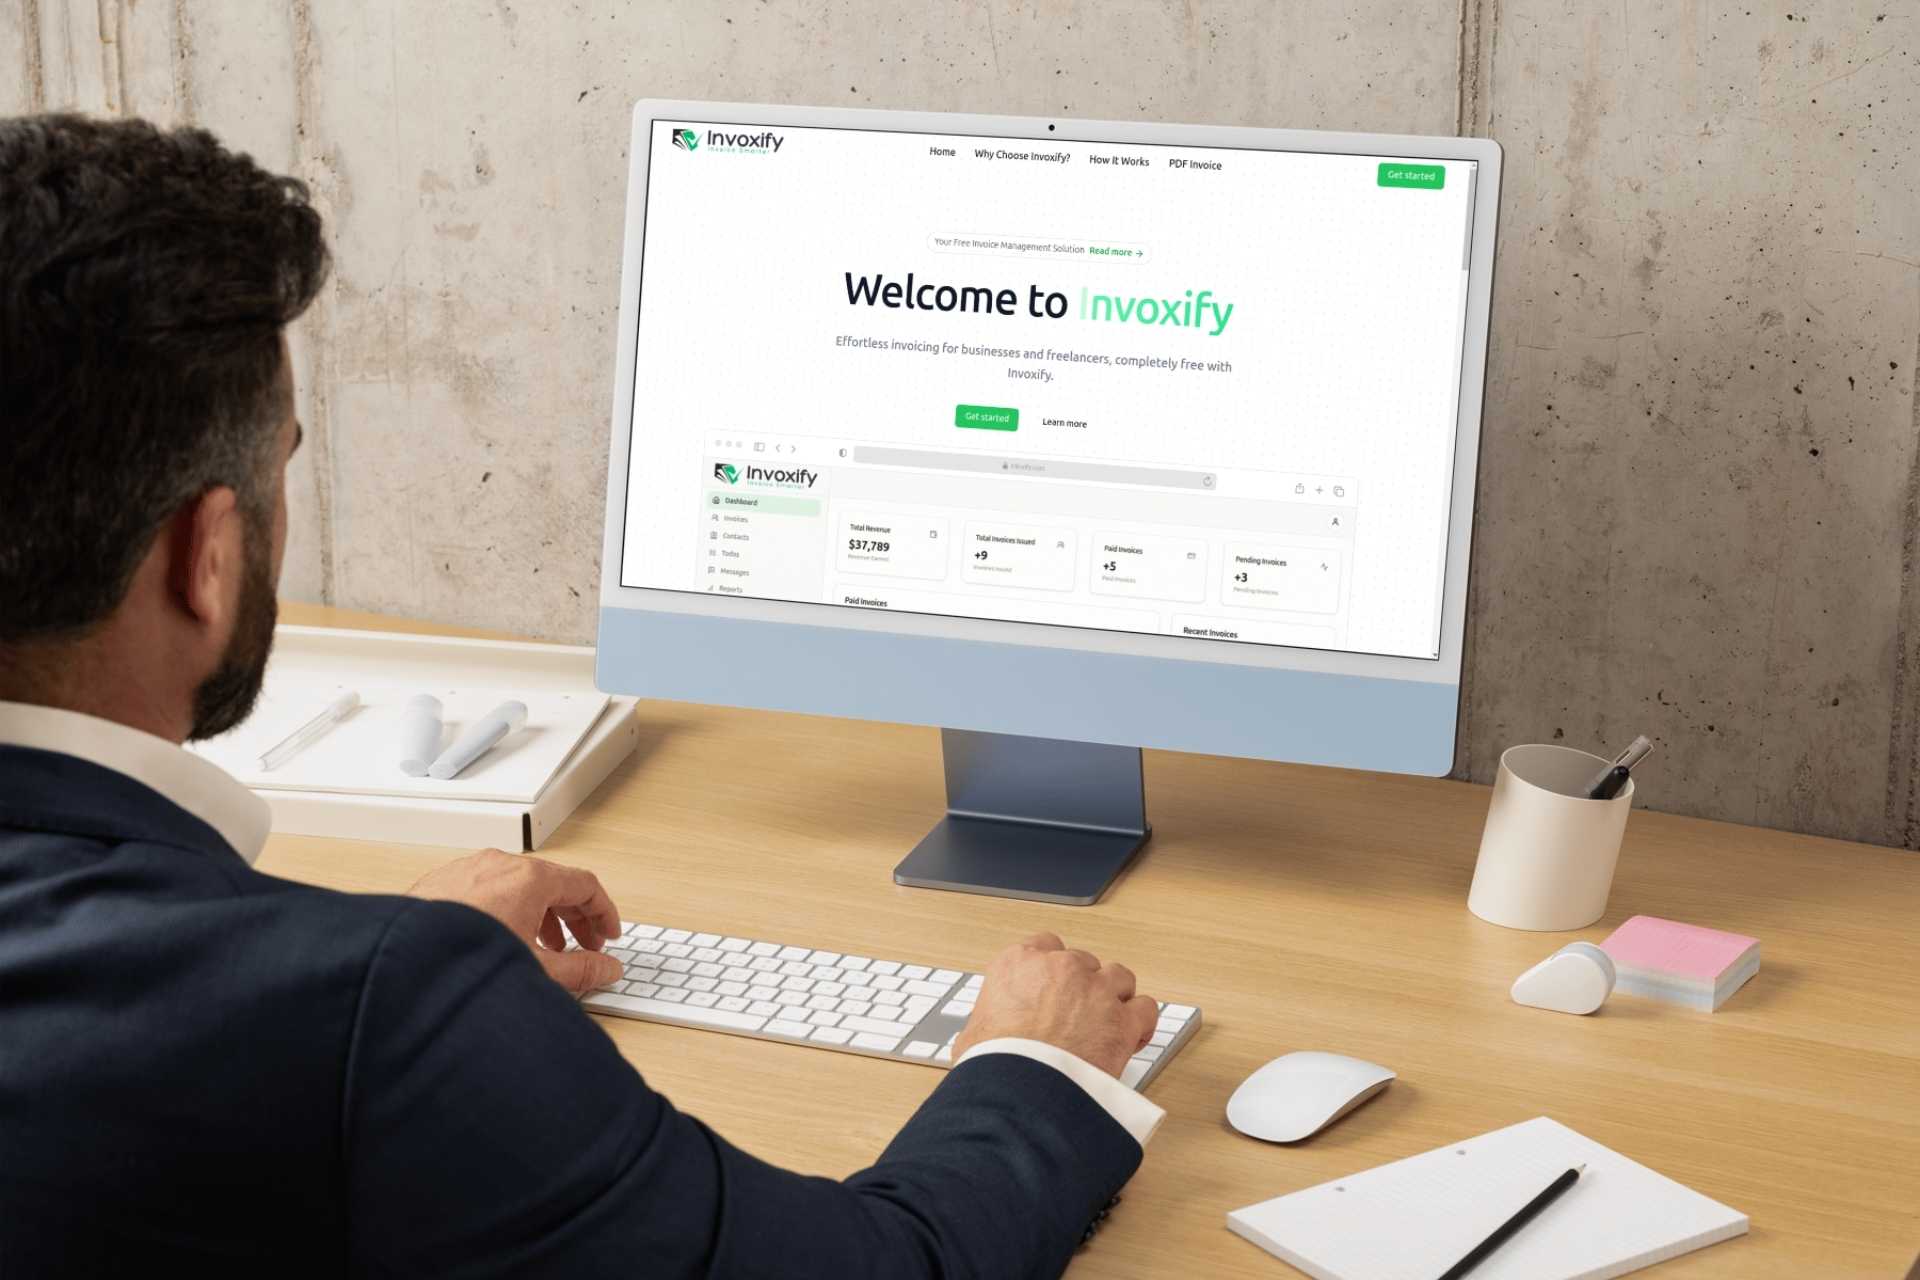 Invoxify
Invoice Smarter
Home
Why Choose Invoxify?
How It Works
PDF Invoice
Get started
Your Free Invoice Management Solution Read more →
Welcome to Invoxify
Effortless invoicing for businesses and freelancers, completely free with
Invoxify.
Get started
Learn more
Invoxify
Invoice Smarter
Dashboard
Invoices
Contacts
Todos
Messages
Reports
Total Revenue
$37,789
Revenue Earned
Total Invoices Issued
+9
Invoices Issued
Paid Invoices
+5
Paid Invoices
Pending Invoices
+3
Pending Invoices
Paid Invoices
Recent Invoices